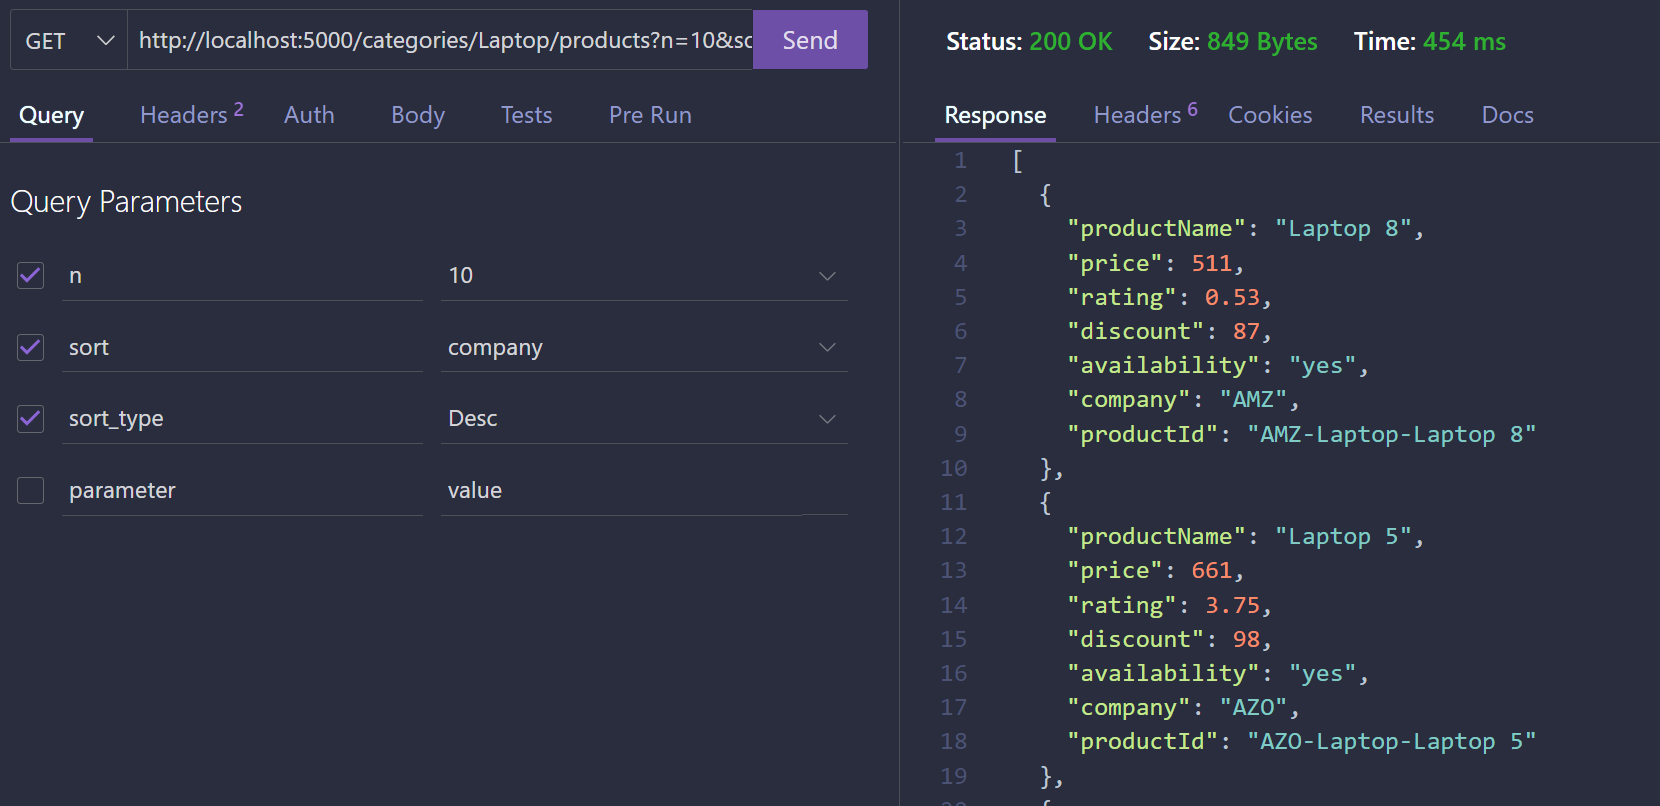 GET http://localhost:5000/categories/Laptop/products?n=10&sc Send
Query Headers 2 Auth Body Tests Pre Run
Query Parameters
n 10
sort company
sort_type Desc
parameter value
Status: 200 OK Size: 849 Bytes Time: 454 ms
Response Headers 6 Cookies Results Docs
1 [
2 {
3 "productName": "Laptop 8",
4 "price": 511,
5 "rating": 0.53,
6 "discount": 87,
7 "availability": "yes",
8 "company": "AMZ",
9 "productId": "AMZ-Laptop-Laptop 8"
10 },
11 {
12 "productName": "Laptop 5",
13 "price": 661,
14 "rating": 3.75,
15 "discount": 98,
16 "availability": "yes",
17 "company": "AZO",
18 "productId": "AZO-Laptop-Laptop 5"
19 },